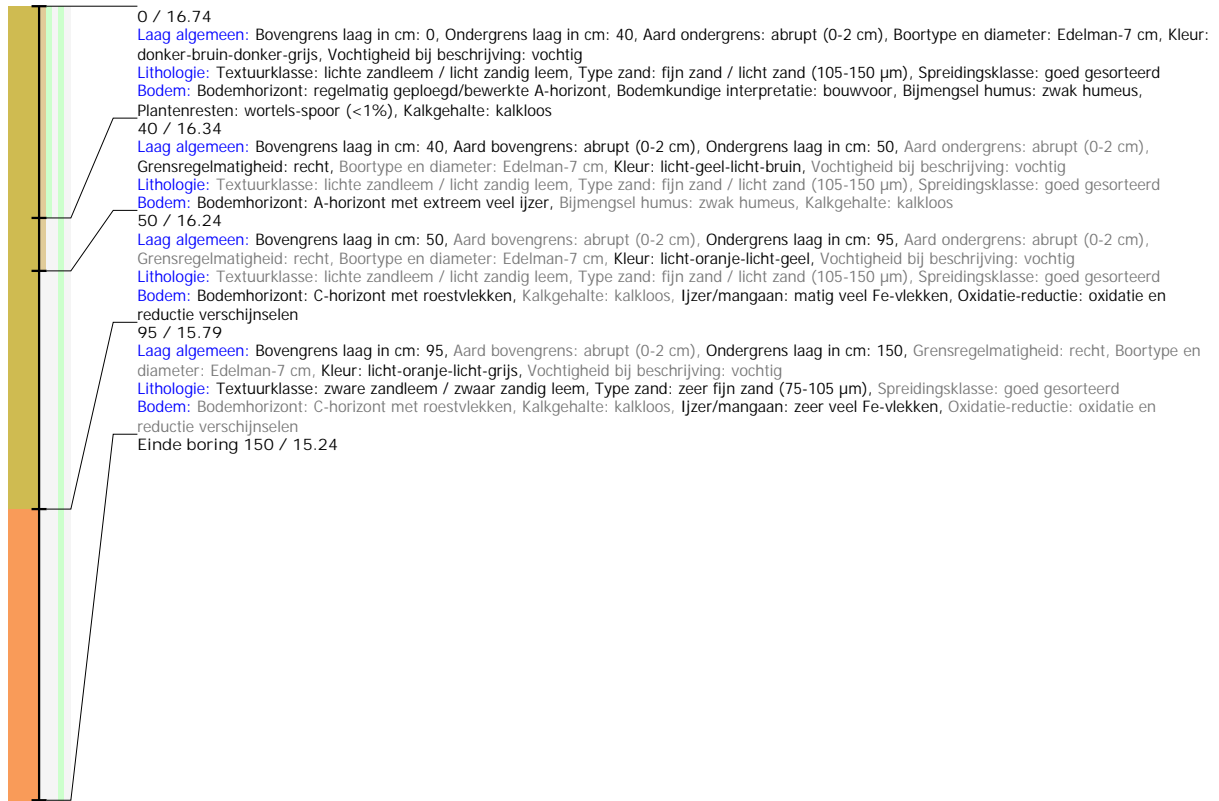 0 / 16.74
Laag algemeen: Bovengrens laag in cm: 0, Ondergrens laag in cm: 40, Aard ondergrens: abrupt (0-2 cm), Boortype en diameter: Edelman-7 cm, Kleur:
donker-bruin-donker-grijs, Vochtigheid bij beschrijving: vochtig
Lithologie: Textuurklasse: lichte zandleem / licht zandig leem, Type zand: fijn zand / licht zand (105-150 µm), Spreidingsklasse: goed gesorteerd
Bodem: Bodemhorizont: regelmatig geploegd/bewerkte A-horizont, Bodemkundige interpretatie: bouwvoor, Bijmengsel humus: zwak humeus,
Plantenresten: wortels-spoor (<1%), Kalkgehalte: kalkloos
40 / 16.34
Laag algemeen: Bovengrens laag in cm: 40, Aard bovengrens: abrupt (0-2 cm), Ondergrens laag in cm: 50, Aard ondergrens: abrupt (0-2 cm),
Grensregelmatigheid: recht, Boortype en diameter: Edelman-7 cm, Kleur: licht-geel-licht-bruin, Vochtigheid bij beschrijving: vochtig
Lithologie: Textuurklasse: lichte zandleem / licht zandig leem, Type zand: fijn zand / licht zand (105-150 µm), Spreidingsklasse: goed gesorteerd
Bodem: Bodemhorizont: A-horizont met extreem veel ijzer, Bijmengsel humus: zwak humeus, Kalkgehalte: kalkloos
50 / 16.24
Laag algemeen: Bovengrens laag in cm: 50, Aard bovengrens: abrupt (0-2 cm), Ondergrens laag in cm: 95, Aard ondergrens: abrupt (0-2 cm),
Grensregelmatigheid: recht, Boortype en diameter: Edelman-7 cm, Kleur: licht-oranje-licht-geel, Vochtigheid bij beschrijving: vochtig
Lithologie: Textuurklasse: lichte zandleem / licht zandig leem, Type zand: fijn zand / licht zand (105-150 µm), Spreidingsklasse: goed gesorteerd
Bodem: Bodemhorizont: C-horizont met roestvlekken, Kalkgehalte: kalkloos, Ijzer/mangaan: matig veel Fe-vlekken, Oxidatie-reductie: oxidatie en
reductie verschijnselen
95 / 15.79
Laag algemeen: Bovengrens laag in cm: 95, Aard bovengrens: abrupt (0-2 cm), Ondergrens laag in cm: 150, Grensregelmatigheid: recht, Boortype en
diameter: Edelman-7 cm, Kleur: licht-oranje-licht-grijs, Vochtigheid bij beschrijving: vochtig
Lithologie: Textuurklasse: zware zandleem / zwaar zandig leem, Type zand: zeer fijn zand (75-105 µm), Spreidingsklasse: goed gesorteerd
Bodem: Bodemhorizont: C-horizont met roestvlekken, Kalkgehalte: kalkloos, Ijzer/mangaan: zeer veel Fe-vlekken, Oxidatie-reductie: oxidatie en
reductie verschijnselen
Einde boring 150 / 15.24